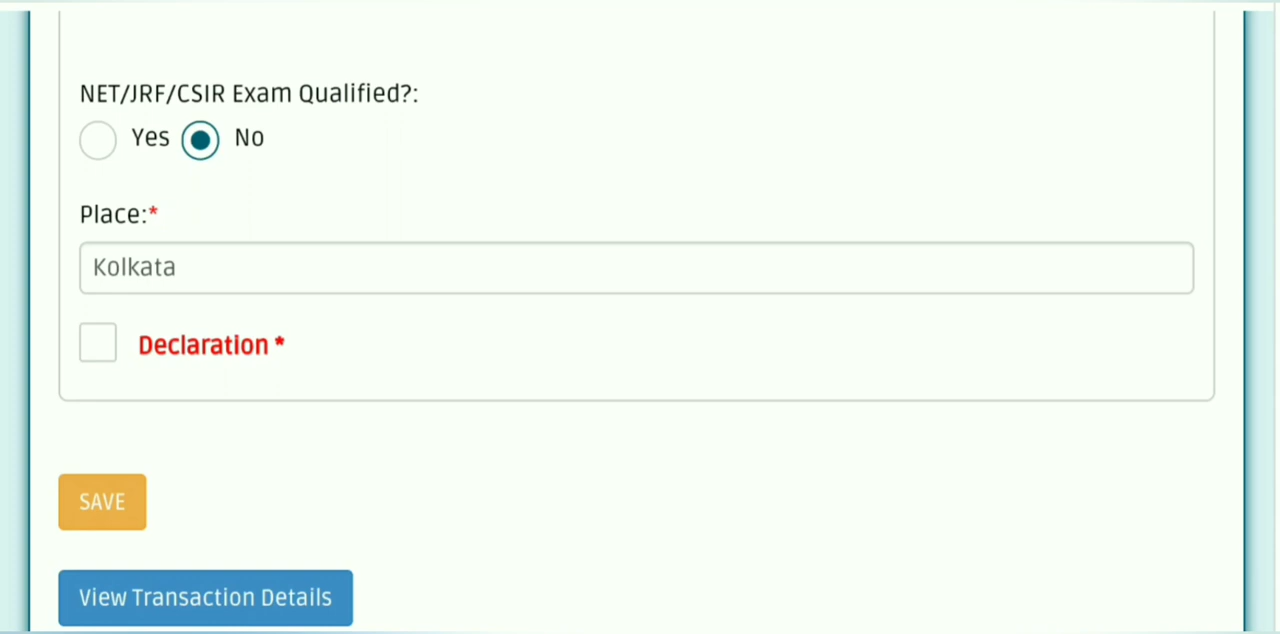 NET/JRF/CSIR Exam Qualified?:
Yes No
Place:*
Kolkata
Declaration *
SAVE
View Transaction Details